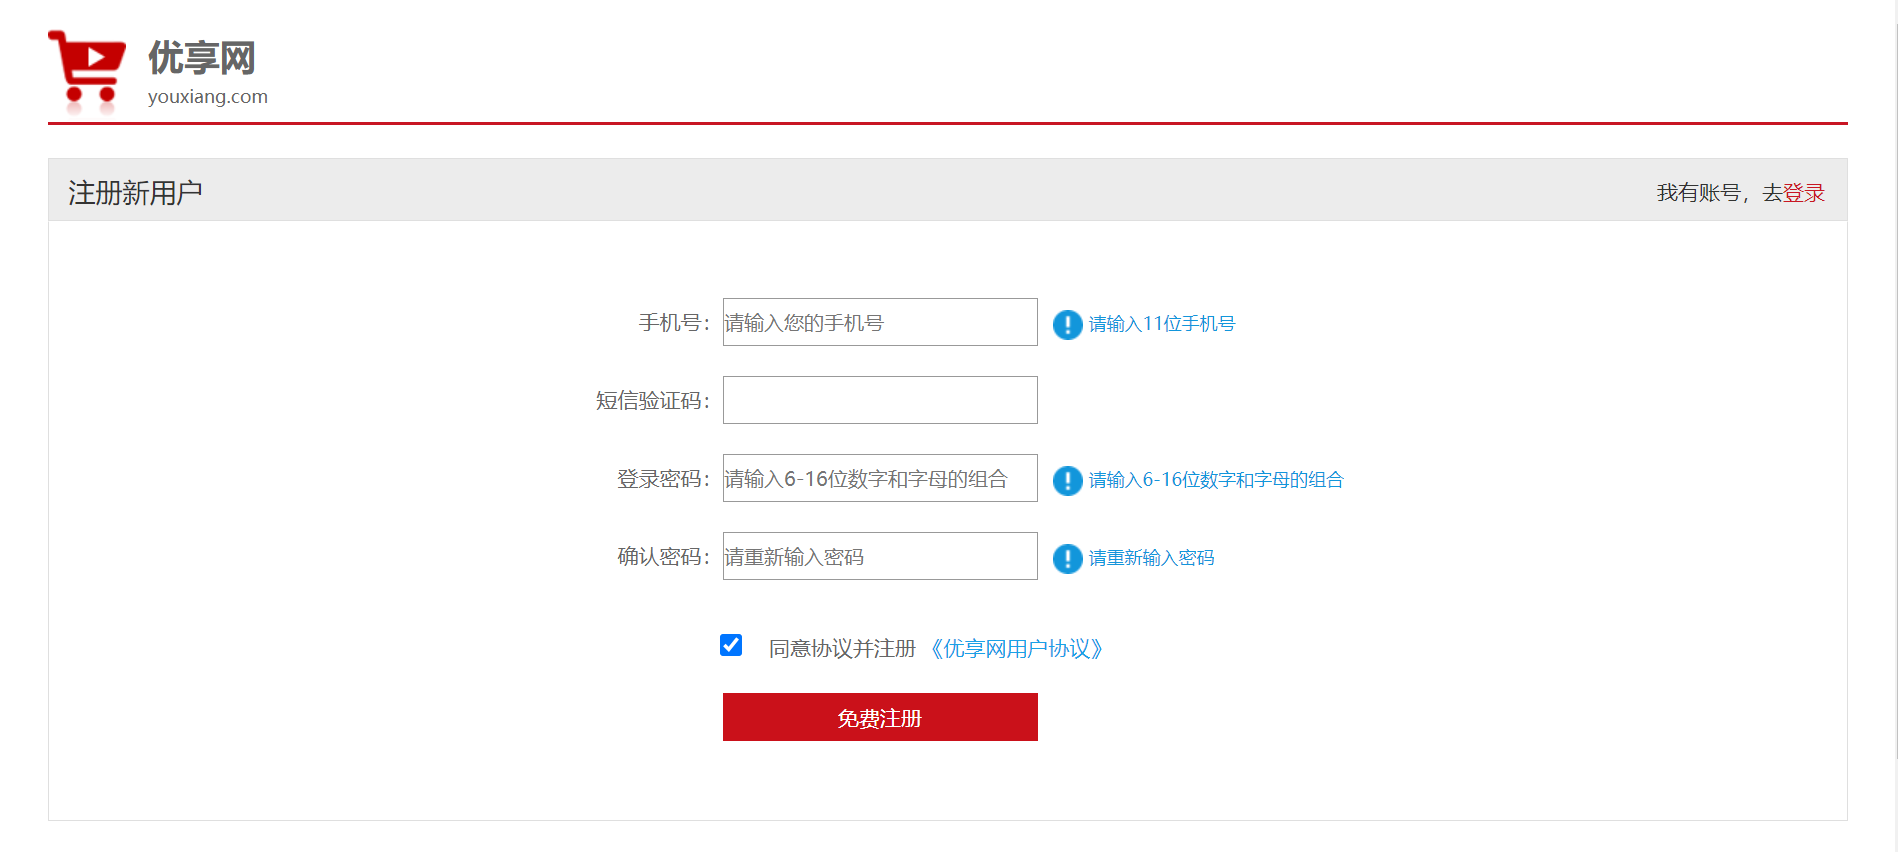 优享网
youxiang.com
注册新用户
我有账号，去登录
手机号：
请输入您的手机号
请输入11位手机号
短信验证码：
登录密码：
请输入6-16位数字和字母的组合
请输入6-16位数字和字母的组合
确认密码：
请重新输入密码
请重新输入密码
同意协议并注册 《优享网用户协议》
免费注册